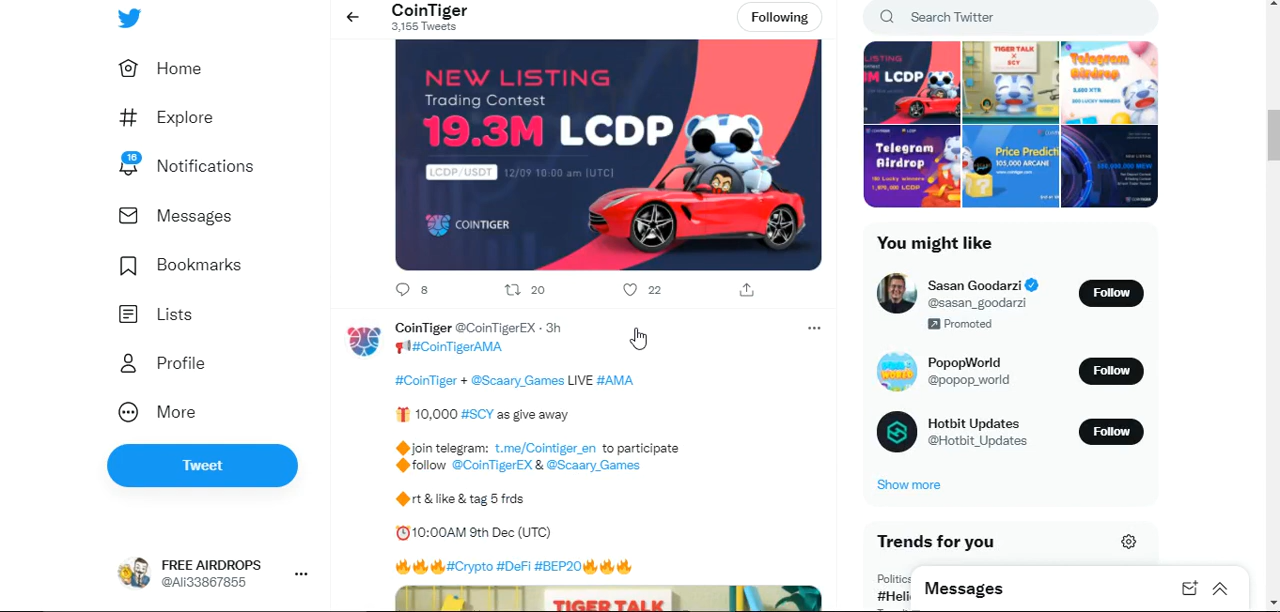 Home
Explore
16
Notifications
Messages
Bookmarks
Lists
Profile
More
Tweet
FREE AIRDROPS
@Ali33867855
CoinTiger
3,155 Tweets
Following
NEW LISTING
Trading Contest
19.3M LCDP
LCDP/USDT 12/09 10:00 am (UTC)
COINTIGER
8 20 22
CoinTiger @CoinTigerEX · 3h
#CoinTigerAMA
#CoinTiger + @Scaary_Games LIVE #AMA
🎁 10,000 #SCY as give away
🔶join telegram: t.me/Cointiger_en to participate
🔶follow @CoinTigerEX & @Scaary_Games
🔶rt & like & tag 5 frds
⏰10:00AM 9th Dec (UTC)
🔥🔥🔥#Crypto #DeFi #BEP20🔥🔥🔥
TIGER TALK
Search Twitter
LISTING
M LCDP
TIGER TALK
X
SCY
Telegram
Airdrop
Telegram
Airdrop
Price Predicti
105,000 ARCANE
You might like
Sasan Goodarzi
@sasan_goodarzi
Promoted
Follow
PopopWorld
@popop_world
Follow
Hotbit Updates
@Hotbit_Updates
Follow
Show more
Trends for you
Politics
#Heli
Messages